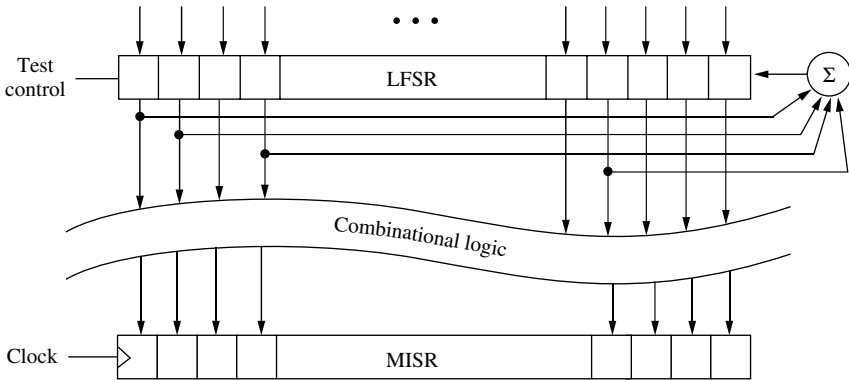 • • •
Test
control
LFSR
Σ
Combinational logic
Clock
MISR